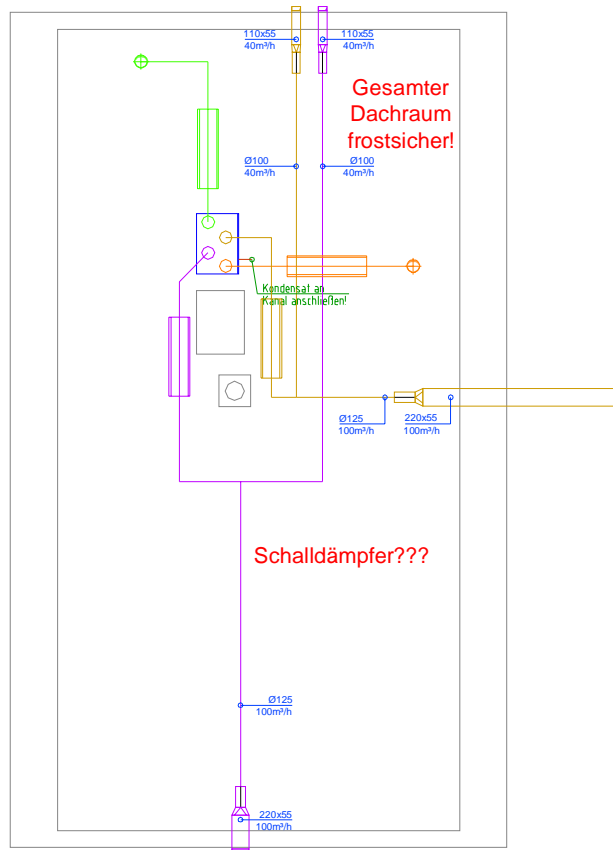 110x55
40m³/h
110x55
40m³/h
Gesamter
Dachraum
frostsicher!
Ø100
40m³/h
Ø100
40m³/h
Kondensat an
Kanal anschließen!
Ø125
100m³/h
220x55
100m³/h
Schalldämpfer???
Ø125
100m³/h
220x55
100m³/h